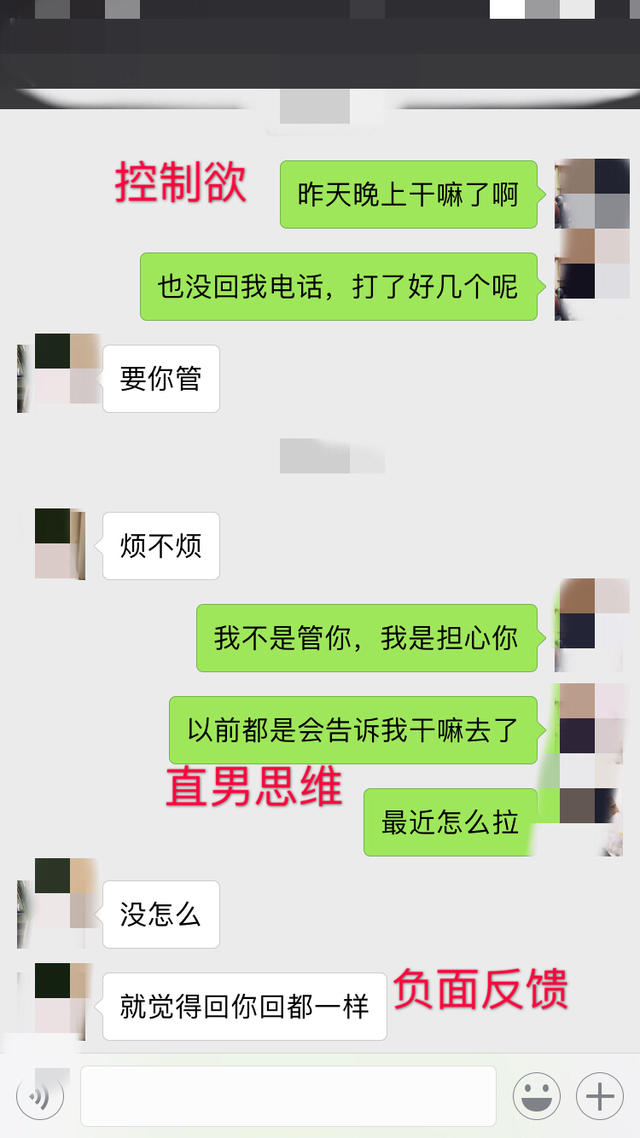 控制欲
昨天晚上干嘛了啊
也没回我电话，打了好几个呢
要你管
烦不烦
我不是管你，我是担心你
以前都是会告诉我干嘛去了
直男思维
最近怎么拉
没怎么
负面反馈
就觉得回你回都一样